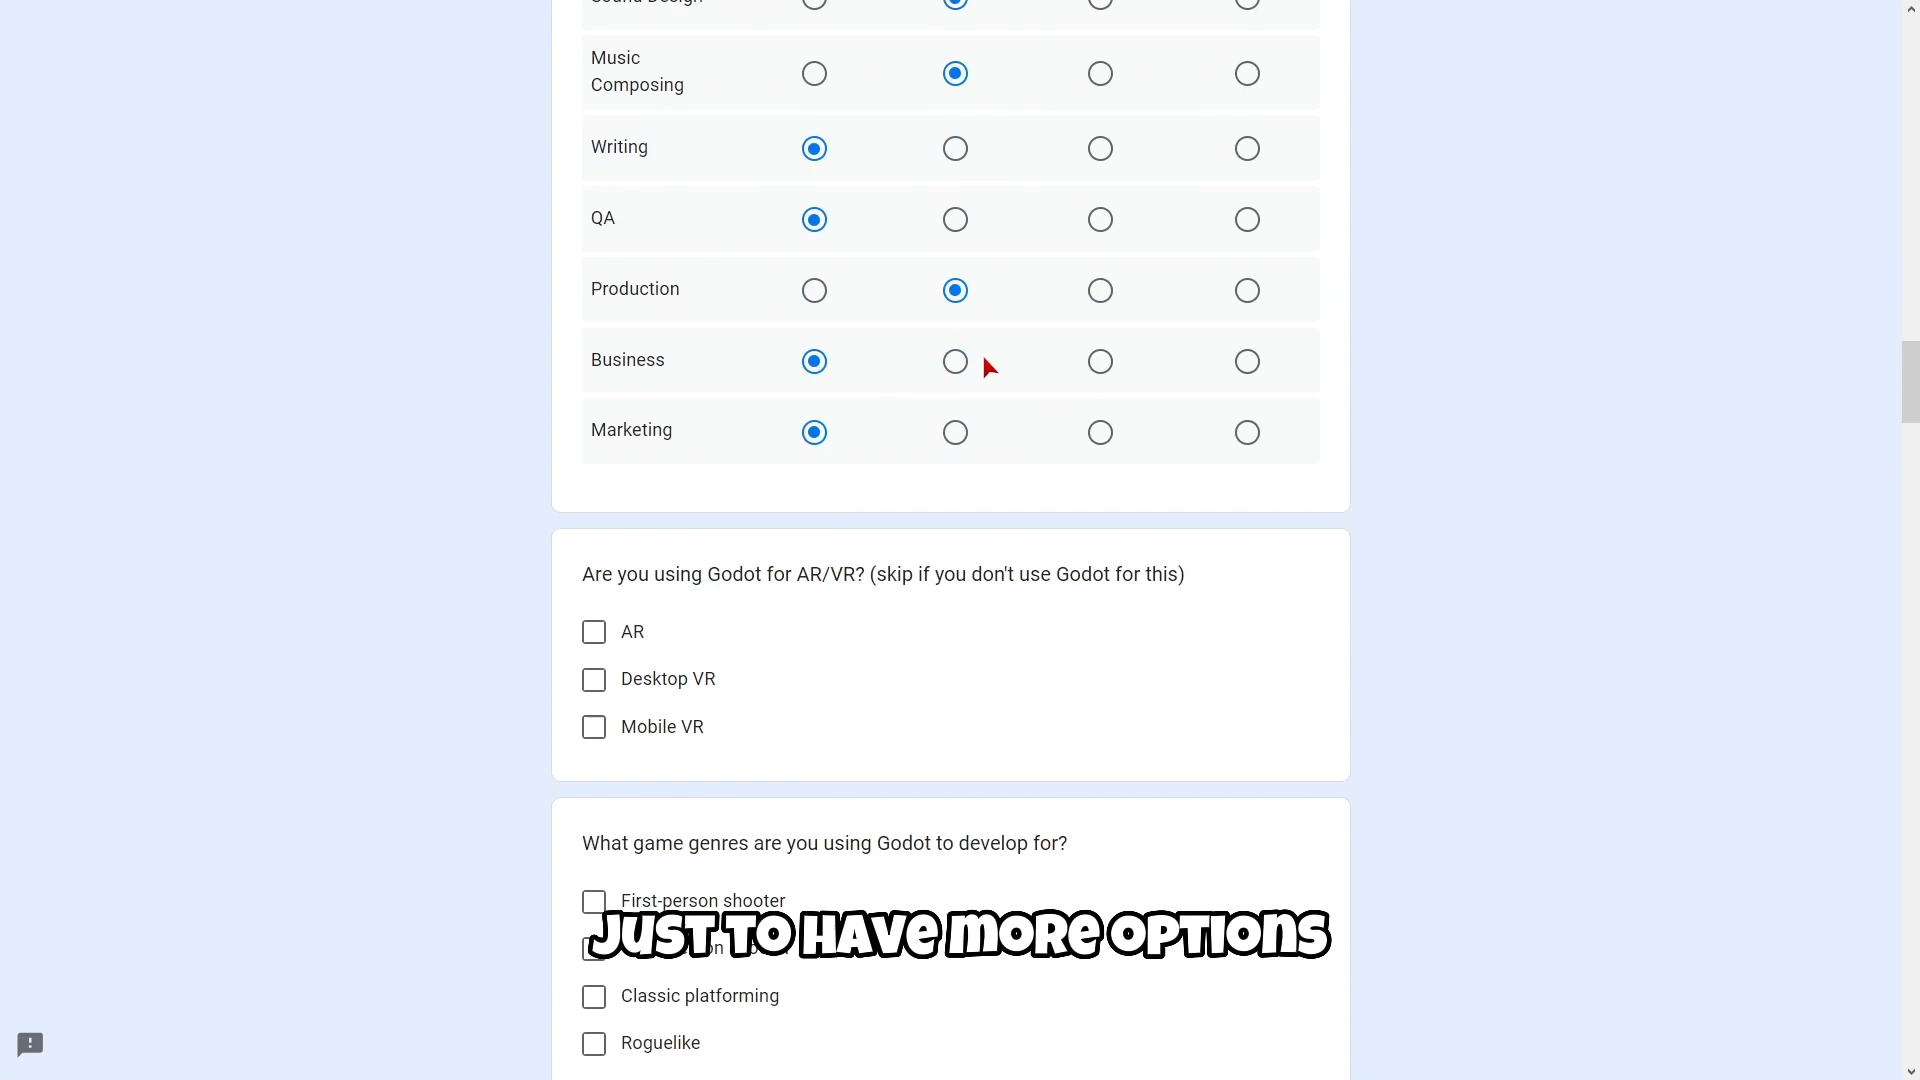 Sound Design
Music
Composing
Writing
QA
Production
Business
Marketing
Are you using Godot for AR/VR? (skip if you don't use Godot for this)
AR
Desktop VR
Mobile VR
What game genres are you using Godot to develop for?
First-person shooter
JUST TO HAVE MORE OPTIONS
Classic platforming
Roguelike